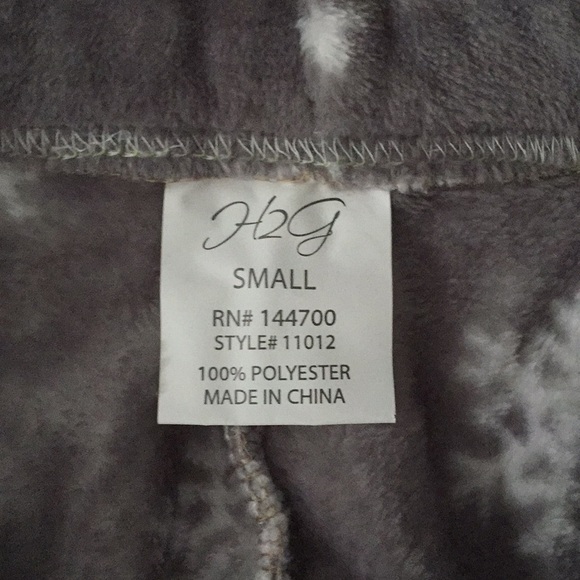 H2G
SMALL
RN# 144700
STYLE# 11012
100% POLYESTER
MADE IN CHINA